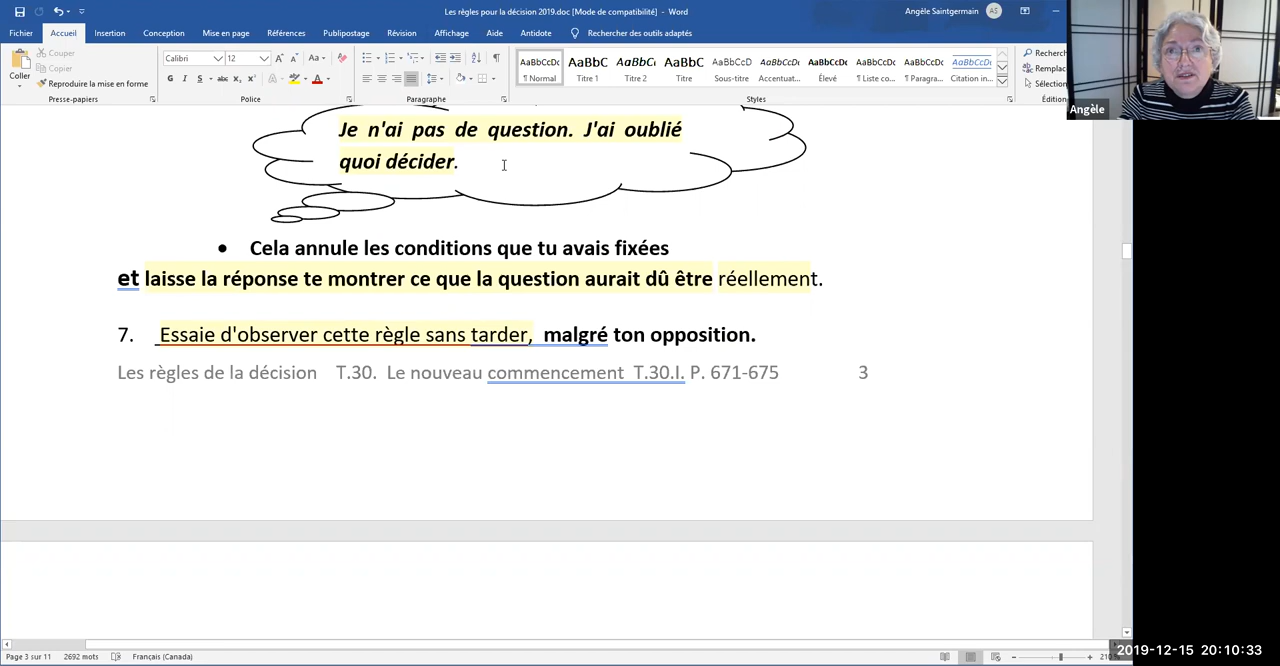 Les règles pour la décision 2019.doc [Mode de compatibilité] - Word
Angèle Saintgermain AS
Fichier Accueil Insertion Conception Mise en page Références Publipostage Révision Affichage Aide Antidote Rechercher des outils adaptés
Coller
Couper
Copier
Reproduire la mise en forme
Presse-papiers
Calibri 12
Police
Paragraphe
AaBbCcDc AaBbC AaBbCc AaBbC AaBbCcD AaBbCcDc AaBbCcDc AaBbCcDc AaBbCcDc AaBbCcDc
¶ Normal Titre 1 Titre 2 Titre Sous-titre Accentuat... Élevé ¶ Liste co... ¶ Paragra... Citation in...
Styles
Recherch
Remplac
Sélection
Édition
Angèle
Je n'ai pas de question. J'ai oublié
quoi décider.
• Cela annule les conditions que tu avais fixées
et laisse la réponse te montrer ce que la question aurait dû être réellement.
7. Essaie d'observer cette règle sans tarder, malgré ton opposition.
Les règles de la décision T.30. Le nouveau commencement T.30.I. P. 671-675 3
Page 3 sur 11 2692 mots Français (Canada)
210
2019-12-15 20:10:33